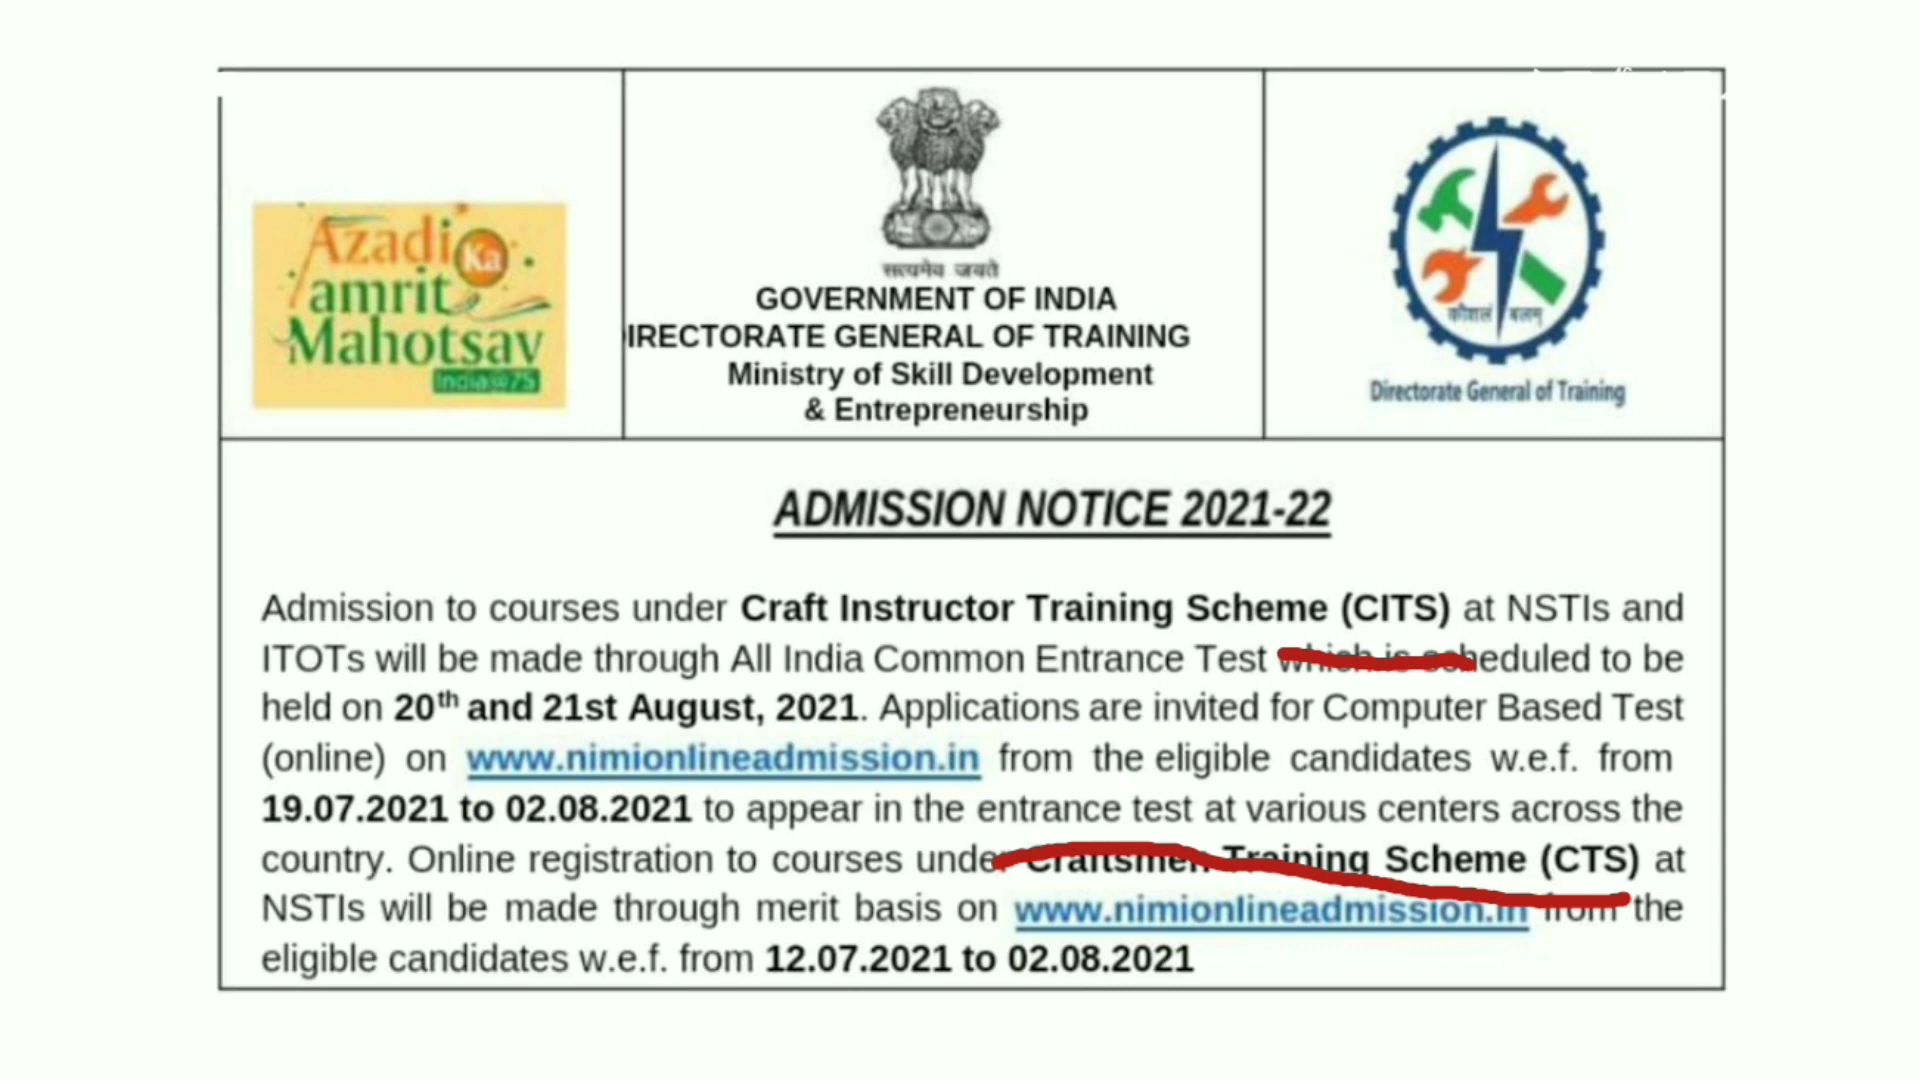 Azadi Ka
amrit
Mahotsav
India@75
सत्यमेव जयते
GOVERNMENT OF INDIA
IRECTORATE GENERAL OF TRAINING
Ministry of Skill Development
& Entrepreneurship
कौशलं बलम्
Directorate General of Training
ADMISSION NOTICE 2021-22
Admission to courses under Craft Instructor Training Scheme (CITS) at NSTIs and
ITOTs will be made through All India Common Entrance Test which is scheduled to be
held on 20th and 21st August, 2021. Applications are invited for Computer Based Test
(online) on www.nimionlineadmission.in from the eligible candidates w.e.f. from
19.07.2021 to 02.08.2021 to appear in the entrance test at various centers across the
country. Online registration to courses under Craftsmen Training Scheme (CTS) at
NSTIs will be made through merit basis on www.nimionlineadmission.in from the
eligible candidates w.e.f. from 12.07.2021 to 02.08.2021